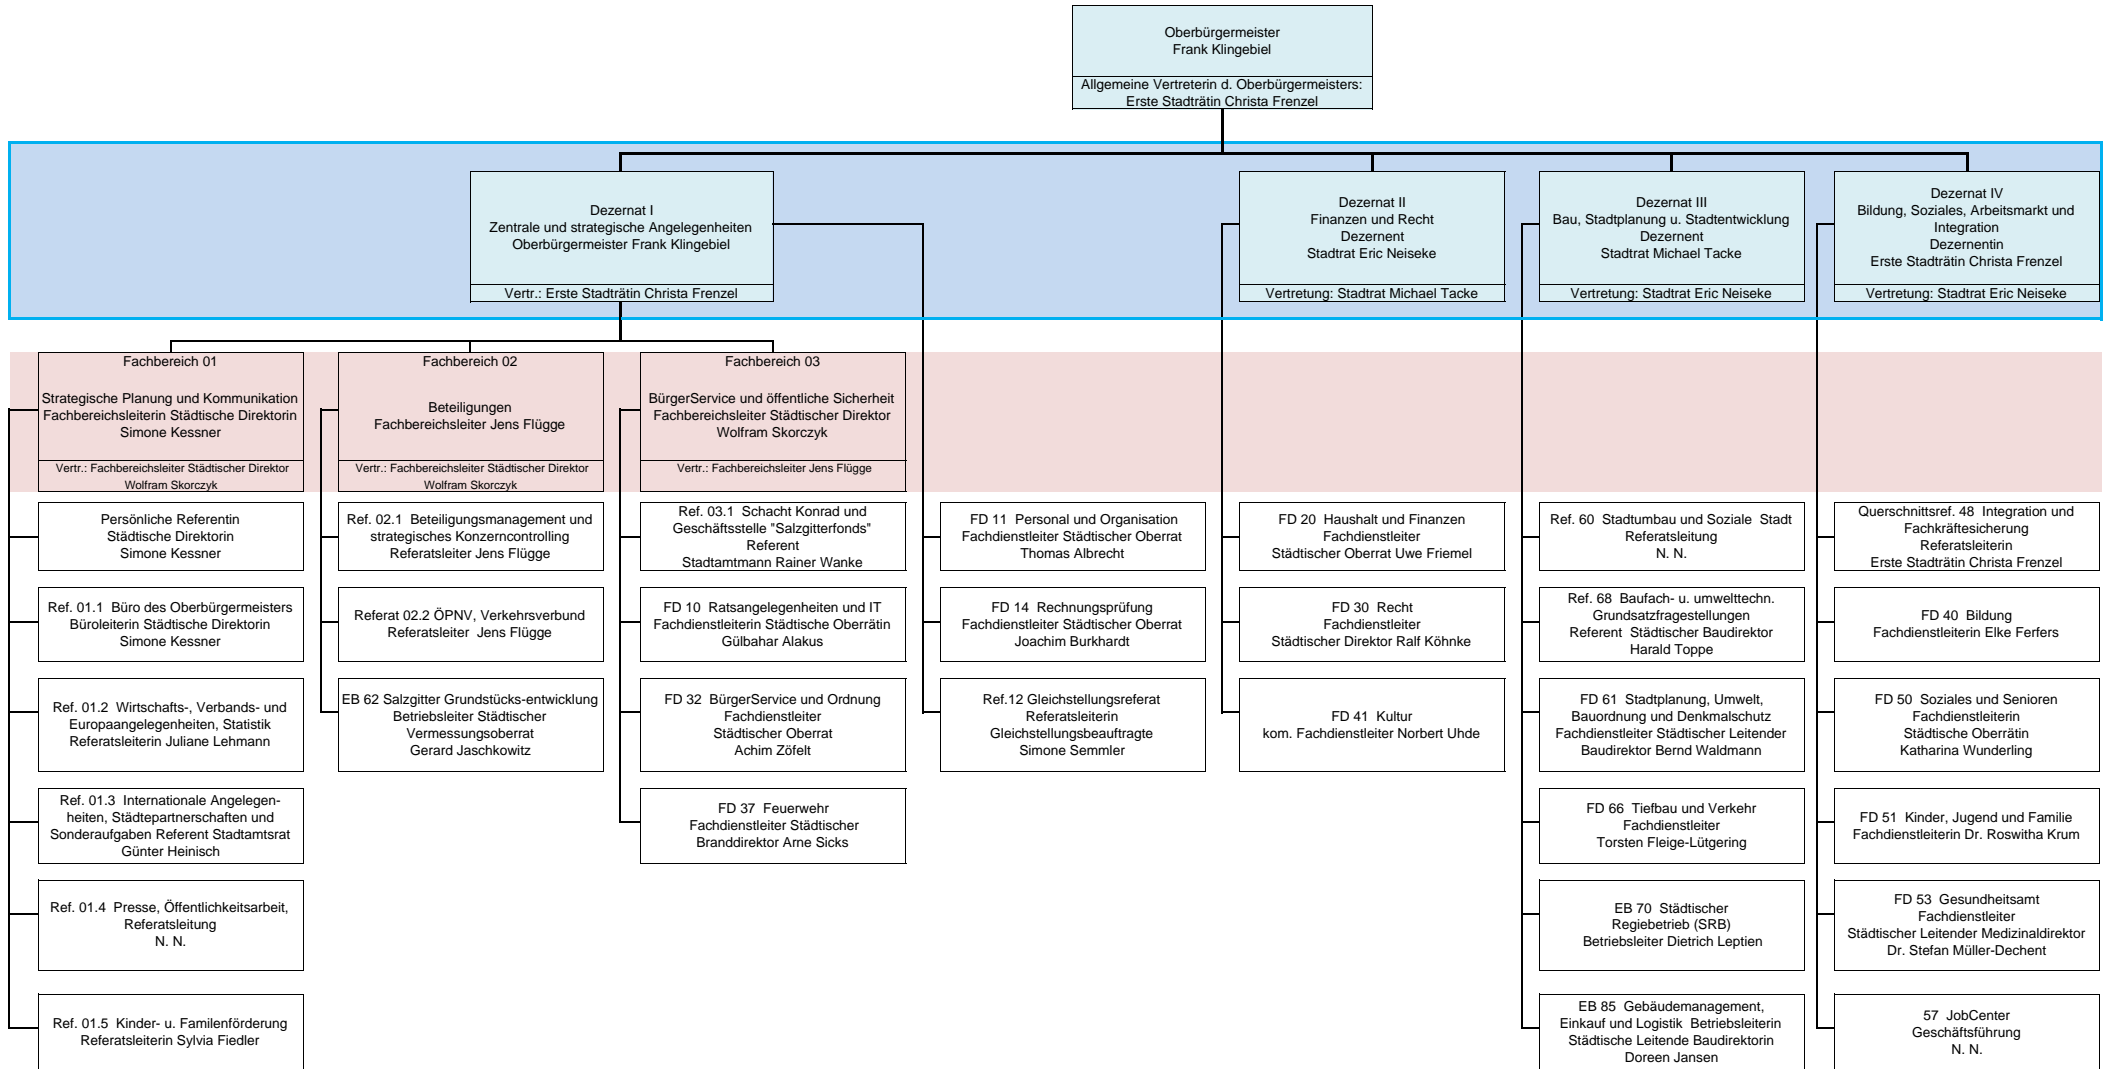 Oberbürgermeister
Frank Klingebiel
Allgemeine Vertreterin d. Oberbürgermeisters:
Erste Stadträtin Christa Frenzel
Dezernat I
Zentrale und strategische Angelegenheiten
Oberbürgermeister Frank Klingebiel
Vertr.: Erste Stadträtin Christa Frenzel
Dezernat II
Finanzen und Recht
Dezernent
Stadtrat Eric Neiseke
Vertretung: Stadtrat Michael Tacke
Dezernat III
Bau, Stadtplanung u. Stadtentwicklung
Dezernent
Stadtrat Michael Tacke
Vertretung: Stadtrat Eric Neiseke
Dezernat IV
Bildung, Soziales, Arbeitsmarkt und
Integration
Dezernentin
Erste Stadträtin Christa Frenzel
Vertretung: Stadtrat Eric Neiseke
Fachbereich 01
Strategische Planung und Kommunikation
Fachbereichsleiterin Städtische Direktorin
Simone Kessner
Vertr.: Fachbereichsleiter Städtischer Direktor
Wolfram Skorczyk
Fachbereich 02
Beteiligungen
Fachbereichsleiter Jens Flügge
Vertr.: Fachbereichsleiter Städtischer Direktor
Wolfram Skorczyk
Fachbereich 03
BürgerService und öffentliche Sicherheit
Fachbereichsleiter Städtischer Direktor
Wolfram Skorczyk
Vertr.: Fachbereichsleiter Jens Flügge
Persönliche Referentin
Städtische Direktorin
Simone Kessner
Ref. 01.1 Büro des Oberbürgermeisters
Büroleiterin Städtische Direktorin
Simone Kessner
Ref. 01.2 Wirtschafts-, Verbands- und
Europaangelegenheiten, Statistik
Referatsleiterin Juliane Lehmann
Ref. 01.3 Internationale Angelegen-
heiten, Städtepartnerschaften und
Sonderaufgaben Referent Stadtamtsrat
Günter Heinisch
Ref. 01.4 Presse, Öffentlichkeitsarbeit,
Referatsleitung
N. N.
Ref. 01.5 Kinder- u. Familenförderung
Referatsleiterin Sylvia Fiedler
Ref. 02.1 Beteiligungsmanagement und
strategisches Konzerncontrolling
Referatsleiter Jens Flügge
Referat 02.2 ÖPNV, Verkehrsverbund
Referatsleiter Jens Flügge
EB 62 Salzgitter Grundstücks-entwicklung
Betriebsleiter Städtischer
Vermessungsoberrat
Gerard Jaschkowitz
Ref. 03.1 Schacht Konrad und
Geschäftsstelle "Salzgitterfonds"
Referent
Stadtamtmann Rainer Wanke
FD 10 Ratsangelegenheiten und IT
Fachdienstleiterin Städtische Oberrätin
Gülbahar Alakus
FD 32 BürgerService und Ordnung
Fachdienstleiter
Städtischer Oberrat
Achim Zöfelt
FD 37 Feuerwehr
Fachdienstleiter Städtischer
Branddirektor Arne Sicks
FD 11 Personal und Organisation
Fachdienstleiter Städtischer Oberrat
Thomas Albrecht
FD 14 Rechnungsprüfung
Fachdienstleiter Städtischer Oberrat
Joachim Burkhardt
Ref.12 Gleichstellungsreferat
Referatsleiterin
Gleichstellungsbeauftragte
Simone Semmler
FD 20 Haushalt und Finanzen
Fachdienstleiter
Städtischer Oberrat Uwe Friemel
FD 30 Recht
Fachdienstleiter
Städtischer Direktor Ralf Köhnke
FD 41 Kultur
kom. Fachdienstleiter Norbert Uhde
Ref. 60 Stadtumbau und Soziale Stadt
Referatsleitung
N. N.
Ref. 68 Baufach- u. umwelttechn.
Grundsatzfragestellungen
Referent Städtischer Baudirektor
Harald Toppe
FD 61 Stadtplanung, Umwelt,
Bauordnung und Denkmalschutz
Fachdienstleiter Städtischer Leitender
Baudirektor Bernd Waldmann
FD 66 Tiefbau und Verkehr
Fachdienstleiter
Torsten Fleige-Lütgering
EB 70 Städtischer
Regiebetrieb (SRB)
Betriebsleiter Dietrich Leptien
EB 85 Gebäudemanagement,
Einkauf und Logistik Betriebsleiterin
Städtische Leitende Baudirektorin
Doreen Jansen
Querschnittsref. 48 Integration und
Fachkräftesicherung
Referatsleiterin
Erste Stadträtin Christa Frenzel
FD 40 Bildung
Fachdienstleiterin Elke Ferfers
FD 50 Soziales und Senioren
Fachdienstleiterin
Städtische Oberrätin
Katharina Wunderling
FD 51 Kinder, Jugend und Familie
Fachdienstleiterin Dr. Roswitha Krum
FD 53 Gesundheitsamt
Fachdienstleiter
Städtischer Leitender Medizinaldirektor
Dr. Stefan Müller-Dechent
57 JobCenter
Geschäftsführung
N. N.